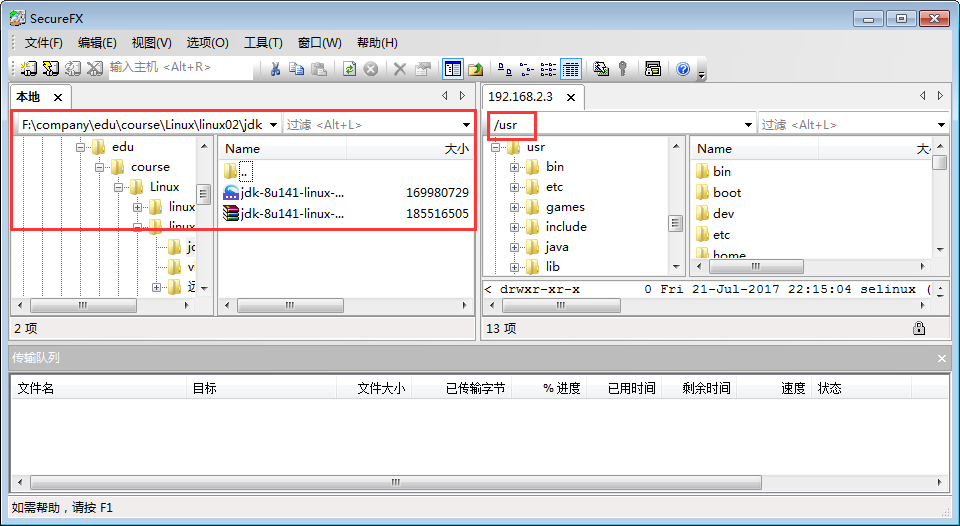 SecureFX
文件(F) 编辑(E) 视图(V) 选项(O) 工具(T) 窗口(W) 帮助(H)
输入主机 <Alt+R>
本地
192.168.2.3
F:\company\edu\course\Linux\linux02\jdk 过滤 <Alt+L>
/usr 过滤 <Alt+L>
edu
course
Linux
linux
linux
Name 大小
..
jdk-8u141-linux-... 169980729
jdk-8u141-linux-... 185516505
usr
bin
etc
games
include
java
lib
Name 大
bin
boot
dev
etc
home
< drwxr-xr-x 0 Fri 21-Jul-2017 22:15:04 selinux (
2 项
13 项
传输队列
文件名 目标 文件大小 已传输字节 % 进度 已用时间 剩余时间 速度 状态
如需帮助，请按 F1